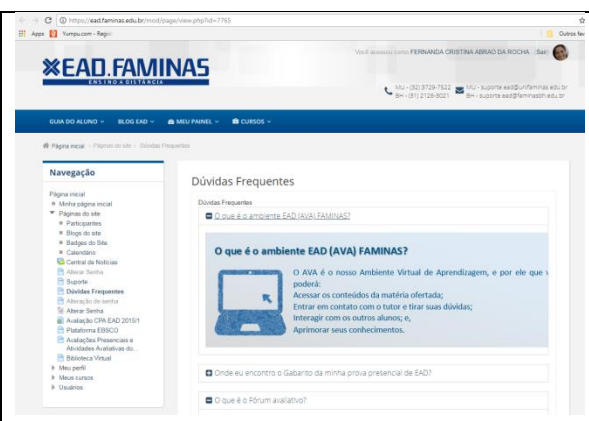 https://ead.faminas.edu.br/mod/page/view.php?id=7765
Apps Yumpu.com - Regis Outros fav
Você acessou como FERNANDA CRISTINA ABRAO DA ROCHA (Sair)
EAD.FAMINAS
ENSINO A DISTÂNCIA
MU - (32) 3729-7522 MU - suporte.ead@unifaminas.edu.br
BH - (31) 2126-3021 BH - suporte.ead@faminasbh.edu.br
GUIA DO ALUNO BLOG EAD MEU PAINEL CURSOS
Página inicial Páginas do site Dúvidas Frequentes
Navegação
Página inicial
Minha página inicial
Páginas do site
Participantes
Blogs do site
Badges do Site
Calendário
Central de Notícias
Alterar Senha
Suporte
Dúvidas Frequentes
Alteração de senha
Alterar Senha
Avaliação CPA EAD 2015/1
Plataforma EBSCO
Avaliações Presenciais e
Atividades Avaliativas do...
Biblioteca Virtual
Meu perfil
Meus cursos
Usuários
Dúvidas Frequentes
Dúvidas Frequentes
O que é o ambiente EAD (AVA) FAMINAS?
O que é o ambiente EAD (AVA) FAMINAS?
O AVA é o nosso Ambiente Virtual de Aprendizagem, e por ele que v
poderá:
Acessar os conteúdos da matéria ofertada;
Entrar em contato com o tutor e tirar suas dúvidas;
Interagir com os outros alunos; e,
Aprimorar seus conhecimentos.
Onde eu encontro o Gabarito da minha prova presencial de EAD?
O que é o Fórum avaliativo?